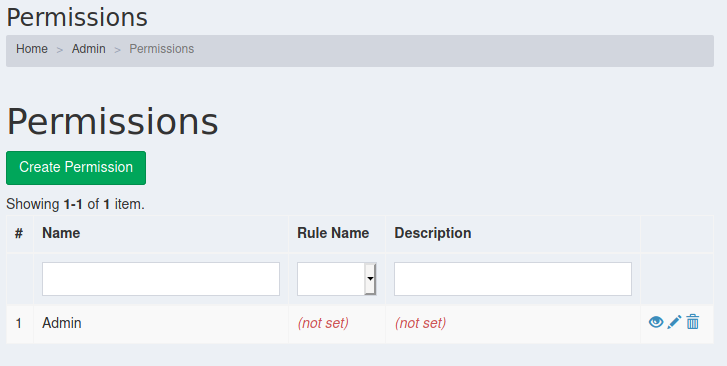 Permissions
Home > Admin > Permissions
Permissions
Create Permission
Showing 1-1 of 1 item.
# Name Rule Name Description
1 Admin (not set) (not set)